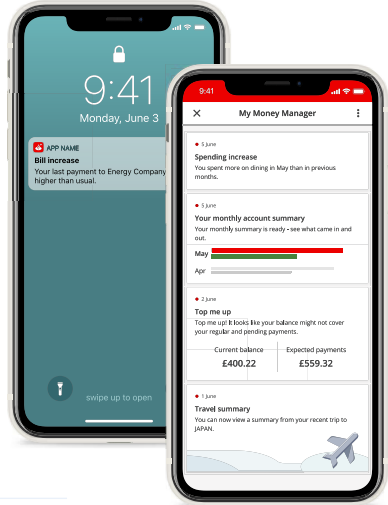 9:41
Monday, June 3
APP NAME
Bill increase
Your last payment to Energy Company
higher than usual.
swipe up to open
9:41
My Money Manager
5 June
Spending increase
You spent more on dining in May than in previous
months.
5 June
Your monthly account summary
Your monthly summary is ready - see what came in and
out.
May
Apr
2 June
Top me up
Top me up! It looks like your balance might not cover
your regular and pending payments.
Current balance
Expected payments
£400.22
£559.32
1 June
Travel summary
You can now view a summary from your recent trip to
JAPAN.